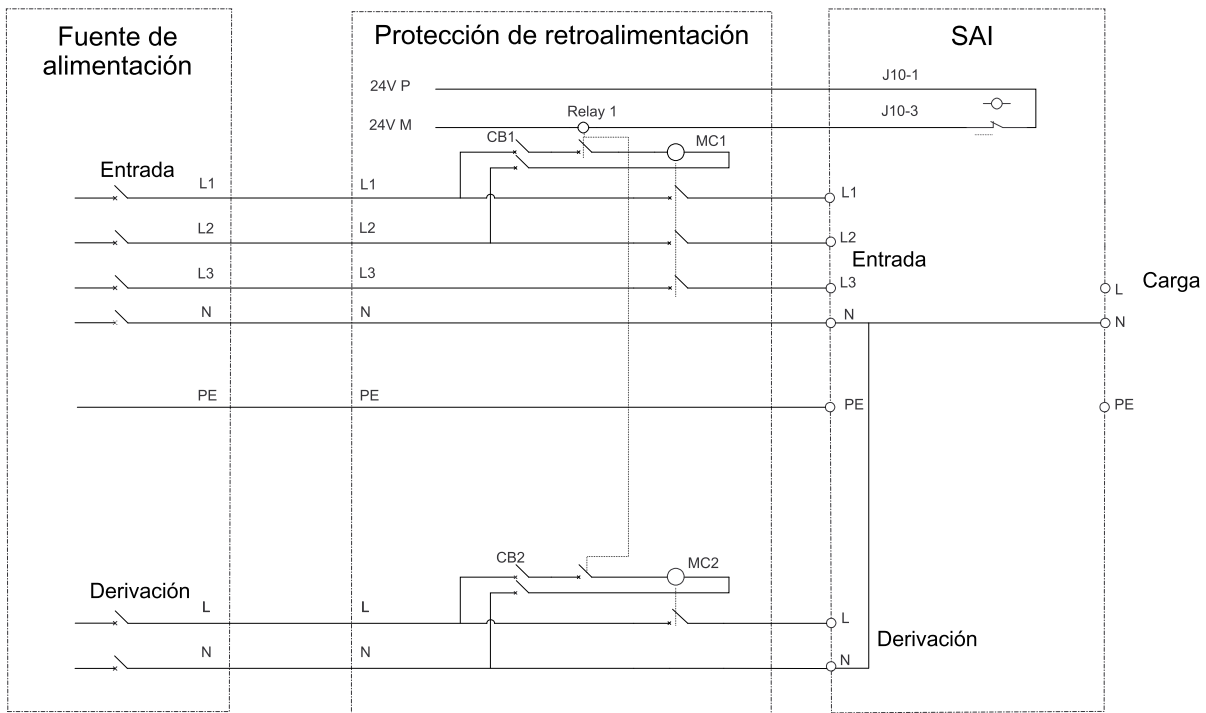 Fuente de
alimentación
Protección de retroalimentación
SAI
24V P
J10-1
24V M
Relay 1
J10-3
CB1
MC1
Entrada
L1
L1
L1
L2
L2
L2
Entrada
L3
L3
L3
Carga
L
N
N
N
N
PE
PE
PE
PE
CB2
MC2
Derivación
L
L
L
Derivación
N
N
N